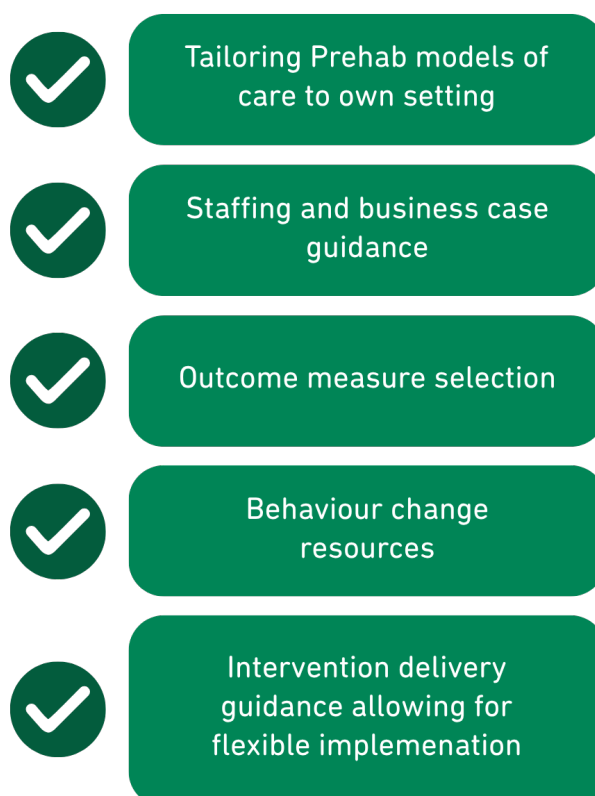 Tailoring Prehab models of
care to own setting
Staffing and business case
guidance
Outcome measure selection
Behaviour change
resources
Intervention delivery
guidance allowing for
flexible implemenation